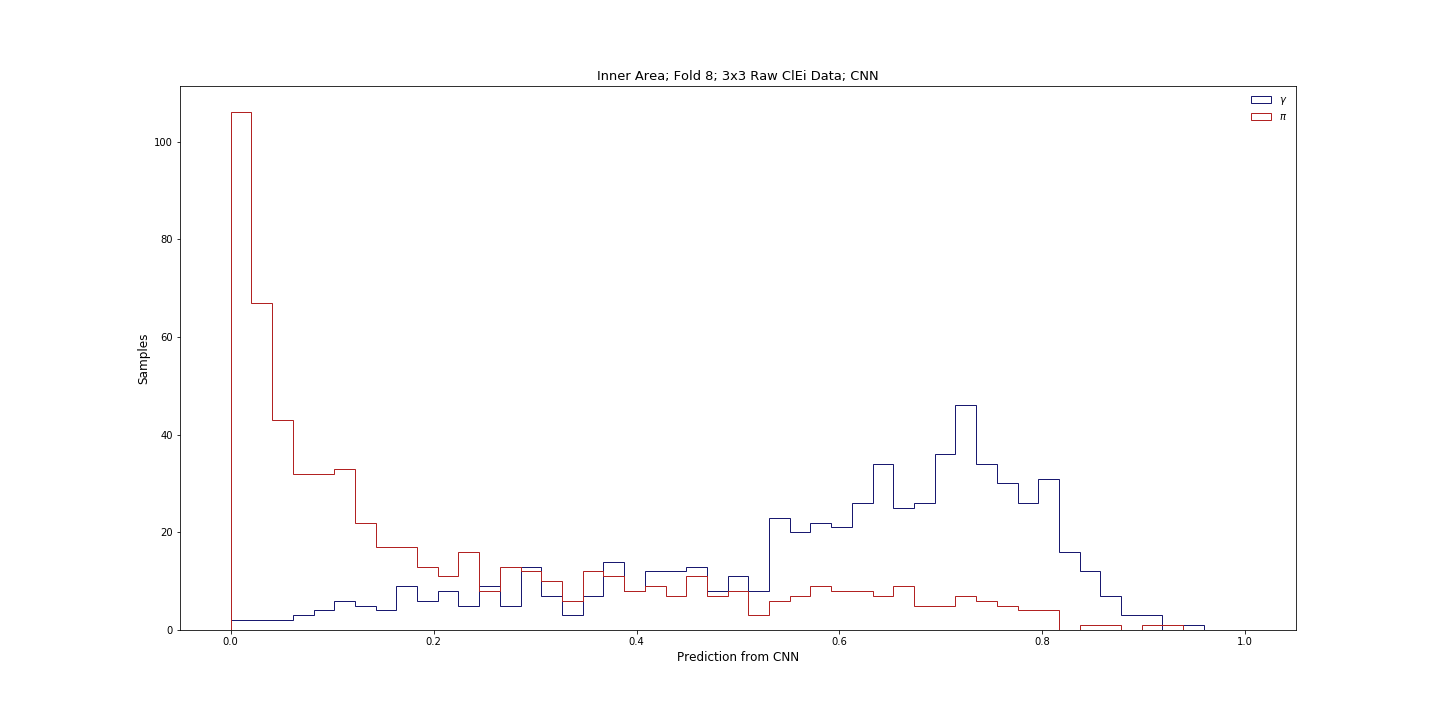 Inner Area; Fold 8; 3x3 Raw ClEi Data; CNN
γ
π
100
80
60
40
20
0
Samples
0.0 0.2 0.4 0.6 0.8 1.0
Prediction from CNN